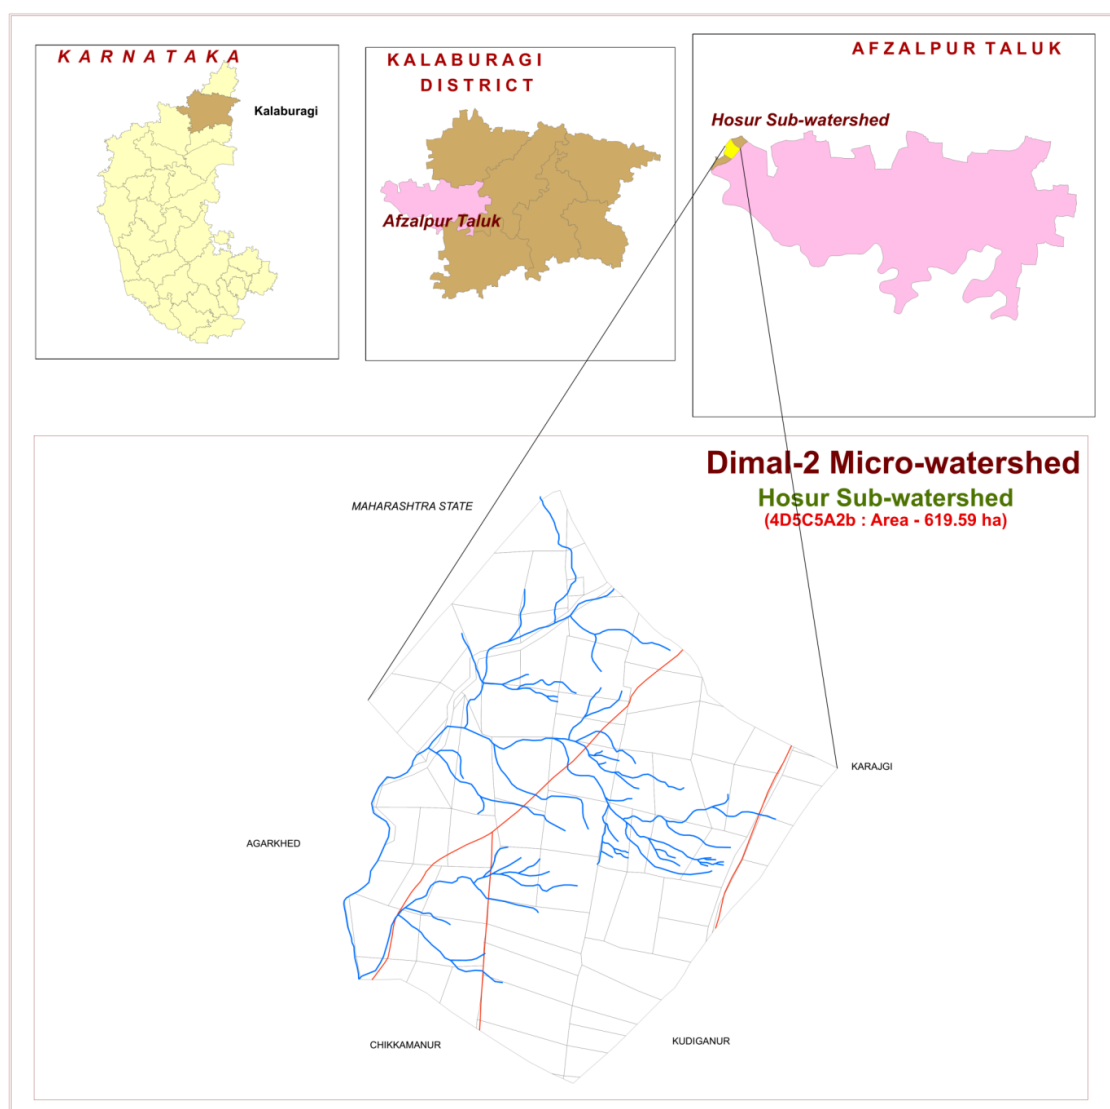 KARNATAKA
Kalaburagi
KALABURAGI
DISTRICT
Afzalpur Taluk
AFZALPUR TALUK
Hosur Sub-watershed
Dimal-2 Micro-watershed
Hosur Sub-watershed
(4D5C5A2b : Area - 619.59 ha)
MAHARASHTRA STATE
KARAJGI
AGARKHED
CHIKKAMANUR
KUDIGANUR